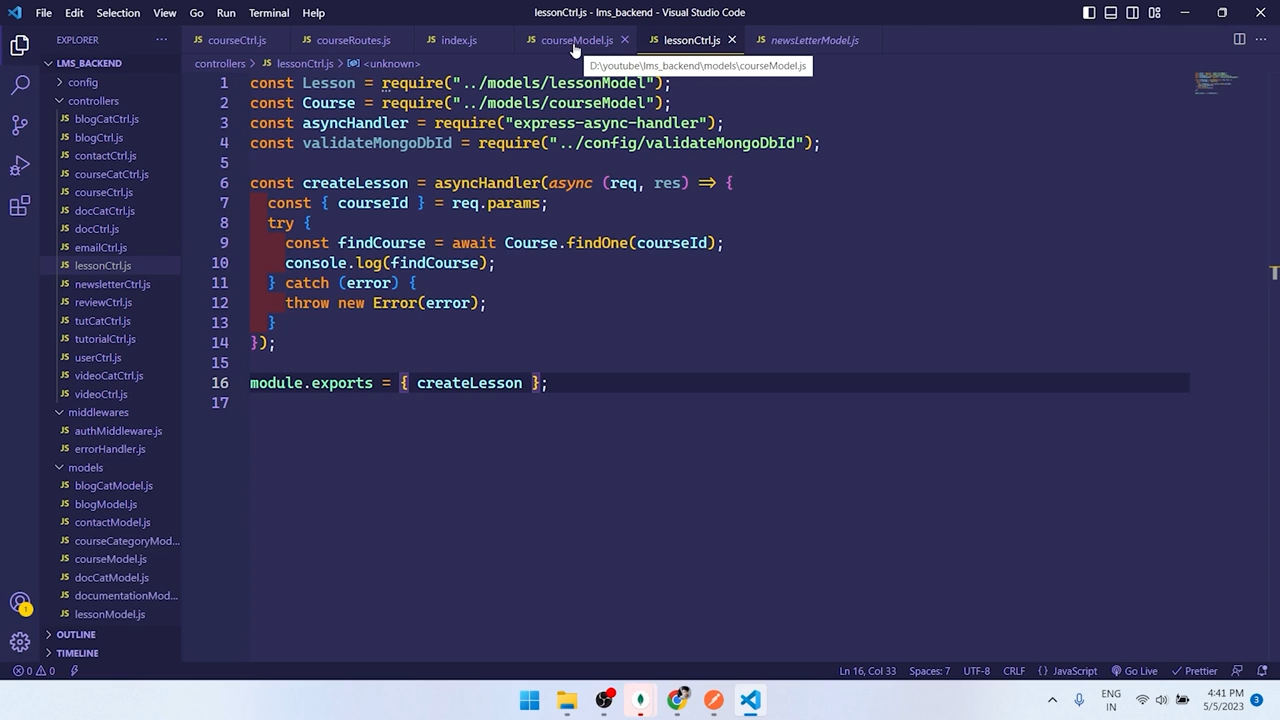 File Edit Selection View Go Run Terminal Help
lessonCtrl.js - lms_backend - Visual Studio Code
EXPLORER
LMS_BACKEND
config
controllers
blogCatCtrl.js
blogCtrl.js
contactCtrl.js
courseCatCtrl.js
courseCtrl.js
docCatCtrl.js
docCtrl.js
emailCtrl.js
lessonCtrl.js
newsletterCtrl.js
reviewCtrl.js
tutCatCtrl.js
tutorialCtrl.js
userCtrl.js
videoCatCtrl.js
videoCtrl.js
middlewares
authMiddleware.js
errorHandler.js
models
blogCatModel.js
blogModel.js
contactModel.js
courseCategoryMod...
courseModel.js
docCatModel.js
documentationMod...
lessonModel.js
OUTLINE
TIMELINE
courseCtrl.js courseRoutes.js index.js courseModel.js lessonCtrl.js newsLetterModel.js
controllers > lessonCtrl.js > <unknown>
D:\youtube\lms_backend\models\courseModel.js
1 const Lesson = require("../models/lessonModel");
2 const Course = require("../models/courseModel");
3 const asyncHandler = require("express-async-handler");
4 const validateMongoDbId = require("../config/validateMongoDbId");
5
6 const createLesson = asyncHandler(async (req, res) => {
7 const { courseId } = req.params;
8 try {
9 const findCourse = await Course.findOne(courseId);
10 console.log(findCourse);
11 } catch (error) {
12 throw new Error(error);
13 }
14 });
15
16 module.exports = { createLesson };
17
0 0 Ln 16, Col 33 Spaces: 7 UTF-8 CRLF {} JavaScript Go Live Prettier
1
ENG
IN
4:41 PM
5/5/2023
3